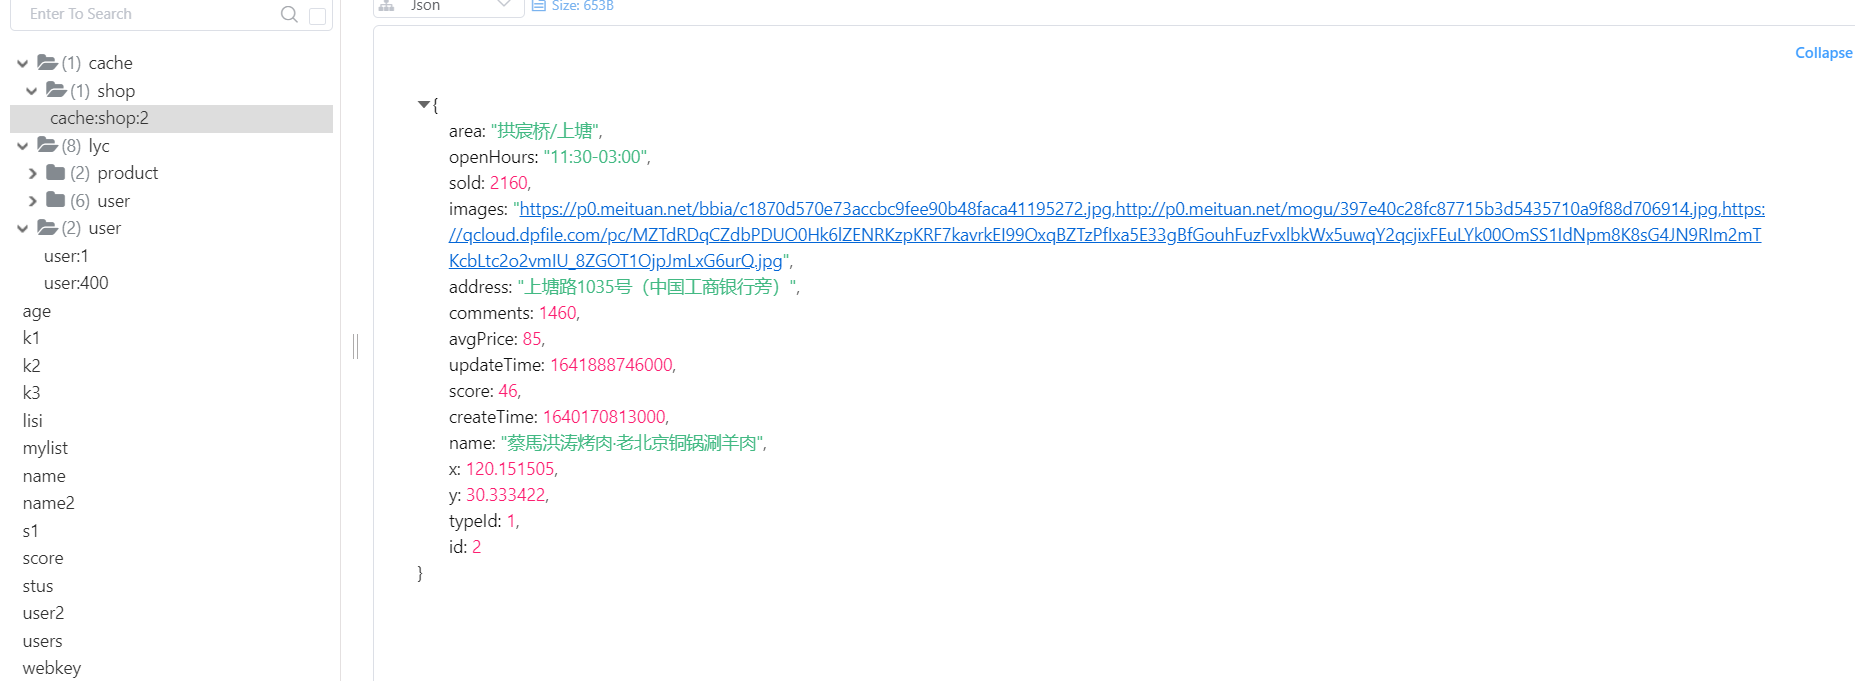 Enter To Search
(1) cache
(1) shop
cache:shop:2
(8) lyc
(2) product
(6) user
(2) user
user:1
user:400
age
k1
k2
k3
lisi
mylist
name
name2
s1
score
stus
user2
users
webkey
Json
Size: 653B
Collapse
{
area: "拱宸桥/上塘",
openHours: "11:30-03:00",
sold: 2160,
images: "https://p0.meituan.net/bbia/c1870d570e73accbc9fee90b48faca41195272.jpg,http://p0.meituan.net/mogu/397e40c28fc87715b3d5435710a9f88d706914.jpg,https:
//qcloud.dpfile.com/pc/MZTdRDqCZdbPDUO0Hk6lZENRKzpKRF7kavrkEI99OxqBZTzPfIxa5E33gBfGouhFuzFvxlbkWx5uwqY2qcjixFEuLYk00OmSS1IdNpm8K8sG4JN9RIm2mT
KcbLtc2o2vmIU_8ZGOT1OjpJmLxG6urQ.jpg",
address: "上塘路1035号（中国工商银行旁）",
comments: 1460,
avgPrice: 85,
updateTime: 1641888746000,
score: 46,
createTime: 1640170813000,
name: "蔡馬洪涛烤肉·老北京铜锅涮羊肉",
x: 120.151505,
y: 30.333422,
typeId: 1,
id: 2
}